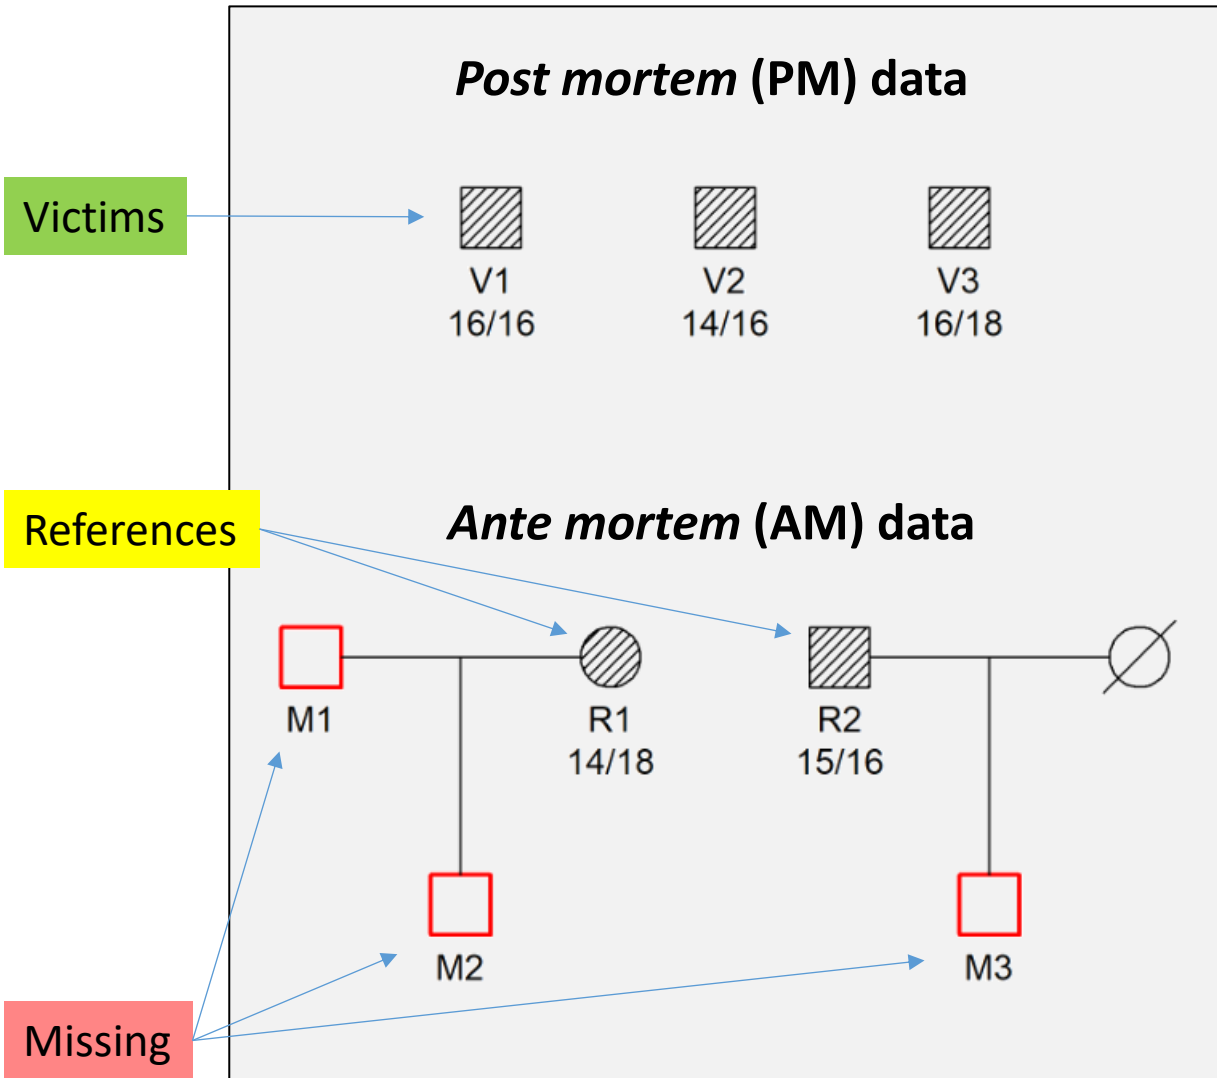 Post mortem (PM) data
Victims
V1 V2 V3
16/16 14/16 16/18
References
Ante mortem (AM) data
M1 R1 R2
14/18 15/16
M2 M3
Missing